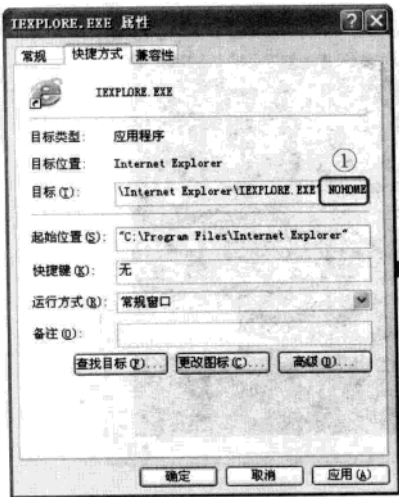 IEXPLORE.EXE 属性
常规 快捷方式 兼容性
IEXPLORE.EXE
目标类型: 应用程序
目标位置: Internet Explorer
①
目标(T): \Internet Explorer\IEXPLORE.EXE" NOHOME
起始位置(S): "C:\Program Files\Internet Explorer"
快捷键(K): 无
运行方式(R): 常规窗口
备注(O):
查找目标(F)... 更改图标(C)... 高级(D)...
确定 取消 应用(A)